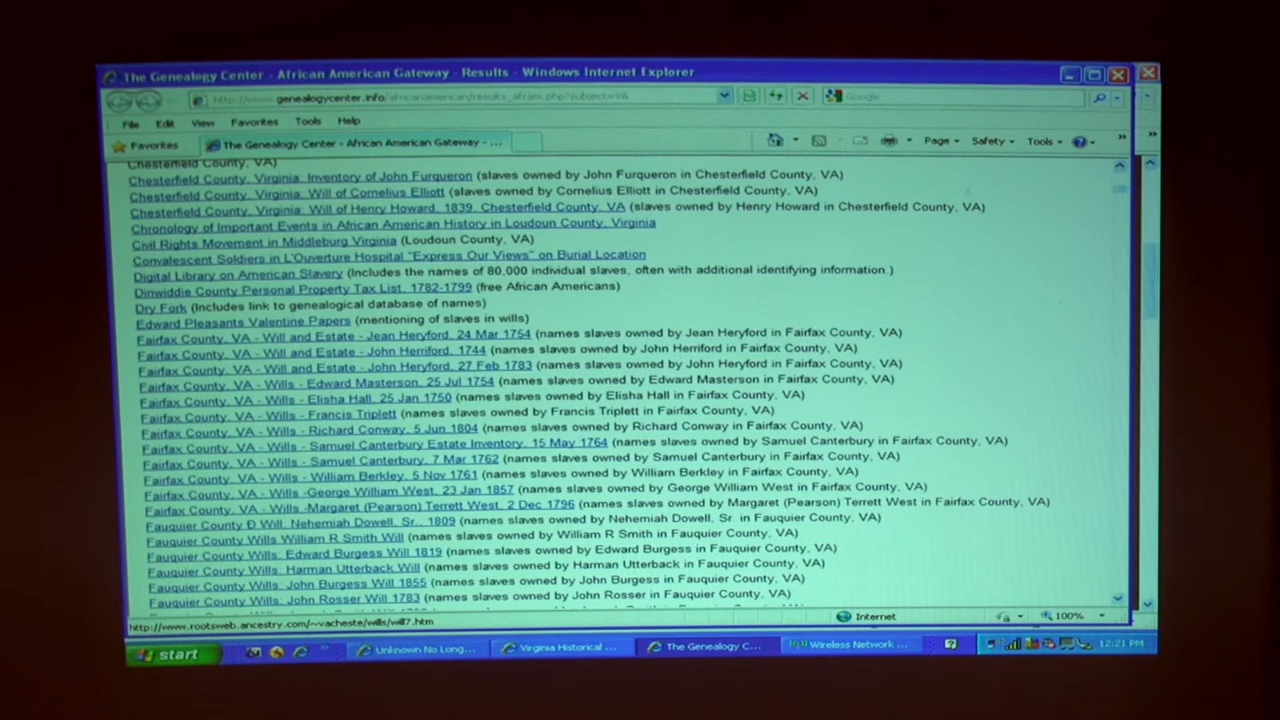 The Genealogy Center - African American Gateway - Results - Windows Internet Explorer
http://www.genealogycenter.info/africanamerican/results_afram.php?subject=VA
Google
File Edit View Favorites Tools Help
Favorites The Genealogy Center - African American Gateway - ... Page Safety Tools
Chesterfield County, VA)
Chesterfield County, Virginia: Inventory of John Furqueron (slaves owned by John Furqueron in Chesterfield County, VA)
Chesterfield County, Virginia: Will of Cornelius Elliott (slaves owned by Cornelius Elliott in Chesterfield County, VA)
Chesterfield County, Virginia: Will of Henry Howard, 1839, Chesterfield County, VA (slaves owned by Henry Howard in Chesterfield County, VA)
Chronology of Important Events in African American History in Loudoun County, Virginia
Civil Rights Movement in Middleburg Virginia (Loudoun County, VA)
Convalescent Soldiers in L'Ouverture Hospital "Express Our Views" on Burial Location
Digital Library on American Slavery (Includes the names of 80,000 individual slaves, often with additional identifying information.)
Dinwiddie County Personal Property Tax List, 1782-1799 (free African Americans)
Dry Fork (Includes link to genealogical database of names)
Edward Pleasants Valentine Papers (mentioning of slaves in wills)
Fairfax County, VA - Will and Estate - Jean Heryford, 24 Mar 1754 (names slaves owned by Jean Heryford in Fairfax County, VA)
Fairfax County, VA - Will and Estate - John Herriford, 1744 (names slaves owned by John Herriford in Fairfax County, VA)
Fairfax County, VA - Will and Estate - John Heryford, 27 Feb 1783 (names slaves owned by John Heryford in Fairfax County, VA)
Fairfax County, VA - Wills - Edward Masterson, 25 Jul 1754 (names slaves owned by Edward Masterson in Fairfax County, VA)
Fairfax County, VA - Wills - Elisha Hall, 25 Jan 1750 (names slaves owned by Elisha Hall in Fairfax County, VA)
Fairfax County, VA - Wills - Francis Triplett (names slaves owned by Francis Triplett in Fairfax County, VA)
Fairfax County, VA - Wills - Richard Conway, 5 Jun 1804 (names slaves owned by Richard Conway in Fairfax County, VA)
Fairfax County, VA - Wills - Samuel Canterbury Estate Inventory, 15 May 1764 (names slaves owned by Samuel Canterbury in Fairfax County, VA)
Fairfax County, VA - Wills - Samuel Canterbury, 7 Mar 1762 (names slaves owned by Samuel Canterbury in Fairfax County, VA)
Fairfax County, VA - Wills - William Berkley, 5 Nov 1761 (names slaves owned by William Berkley in Fairfax County, VA)
Fairfax County, VA - Wills -George William West, 23 Jan 1857 (names slaves owned by George William West in Fairfax County, VA)
Fairfax County, VA - Wills -Margaret (Pearson) Terrett West, 2 Dec 1796 (names slaves owned by Margaret (Pearson) Terrett West in Fairfax County, VA)
Fauquier County Ð Will, Nehemiah Dowell, Sr., 1809 (names slaves owned by Nehemiah Dowell, Sr. in Fauquier County, VA)
Fauquier County Wills William R Smith Will (names slaves owned by William R Smith in Fauquier County, VA)
Fauquier County Wills: Edward Burgess Will 1819 (names slaves owned by Edward Burgess in Fauquier County, VA)
Fauquier County Wills: Harman Utterback Will (names slaves owned by Harman Utterback in Fauquier County, VA)
Fauquier County Wills: John Burgess Will 1855 (names slaves owned by John Burgess in Fauquier County, VA)
Fauquier County Wills: John Rosser Will 1783 (names slaves owned by John Rosser in Fauquier County, VA)
http://www.rootsweb.ancestry.com/~vacheste/wills/will7.htm Internet 100%
start Unknown No Long... Virginia Historical ... The Genealogy C... Wireless Network ... 12:21 PM